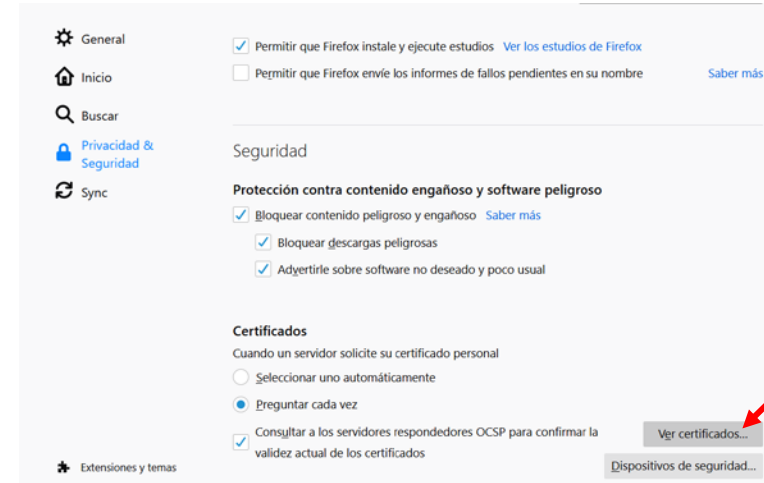 General
Inicio
Buscar
Privacidad &
Seguridad
Sync
Extensiones y temas
Permitir que Firefox instale y ejecute estudios Ver los estudios de Firefox
Permitir que Firefox envíe los informes de fallos pendientes en su nombre Saber más
Seguridad
Protección contra contenido engañoso y software peligroso
Bloquear contenido peligroso y engañoso Saber más
Bloquear descargas peligrosas
Advertirle sobre software no deseado y poco usual
Certificados
Cuando un servidor solicite su certificado personal
Seleccionar uno automáticamente
Preguntar cada vez
Consultar a los servidores respondedores OCSP para confirmar la
validez actual de los certificados
Ver certificados...
Dispositivos de seguridad...